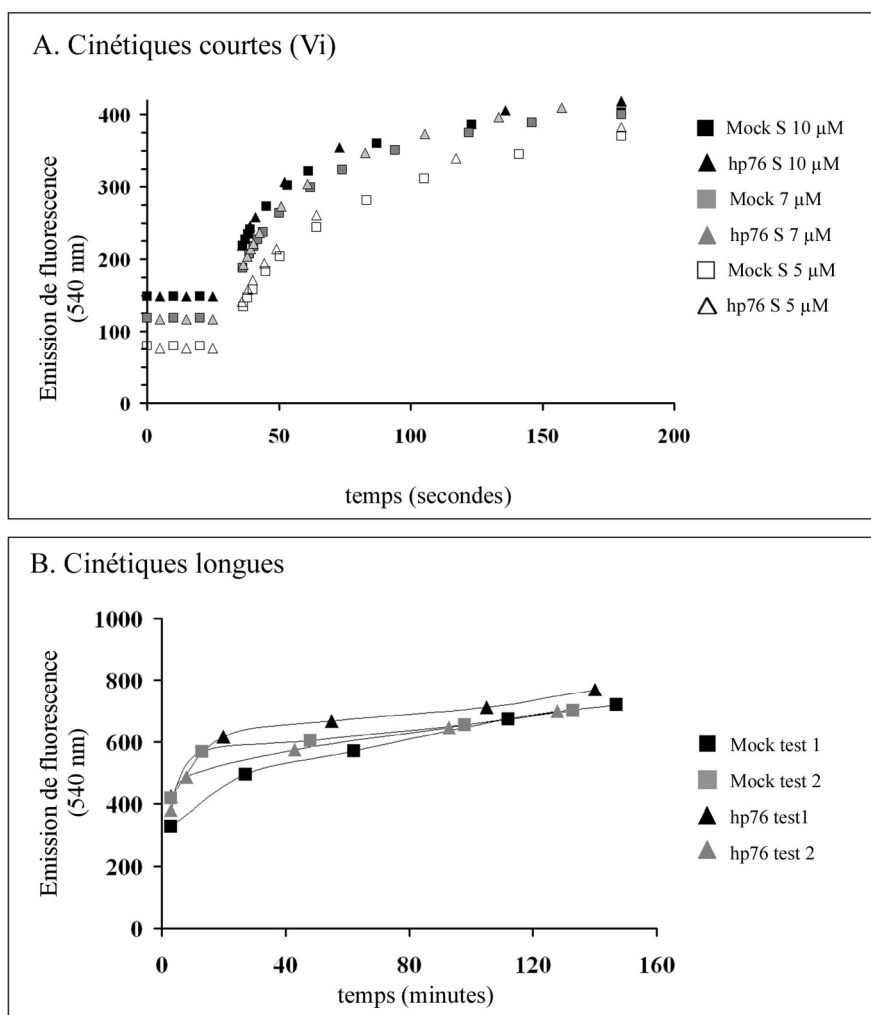 A. Cinétiques courtes (Vi)
Emission de fluorescence
(540 nm)
400
300
200
100
0
0 50 100 150 200
temps (secondes)
Mock S 10 µM
hp76 S 10 µM
Mock 7 µM
hp76 S 7 µM
Mock S 5 µM
hp76 S 5 µM
B. Cinétiques longues
Emission de fluorescence
(540 nm)
1000
800
600
400
200
0
0 40 80 120 160
temps (minutes)
Mock test 1
Mock test 2
hp76 test1
hp76 test 2